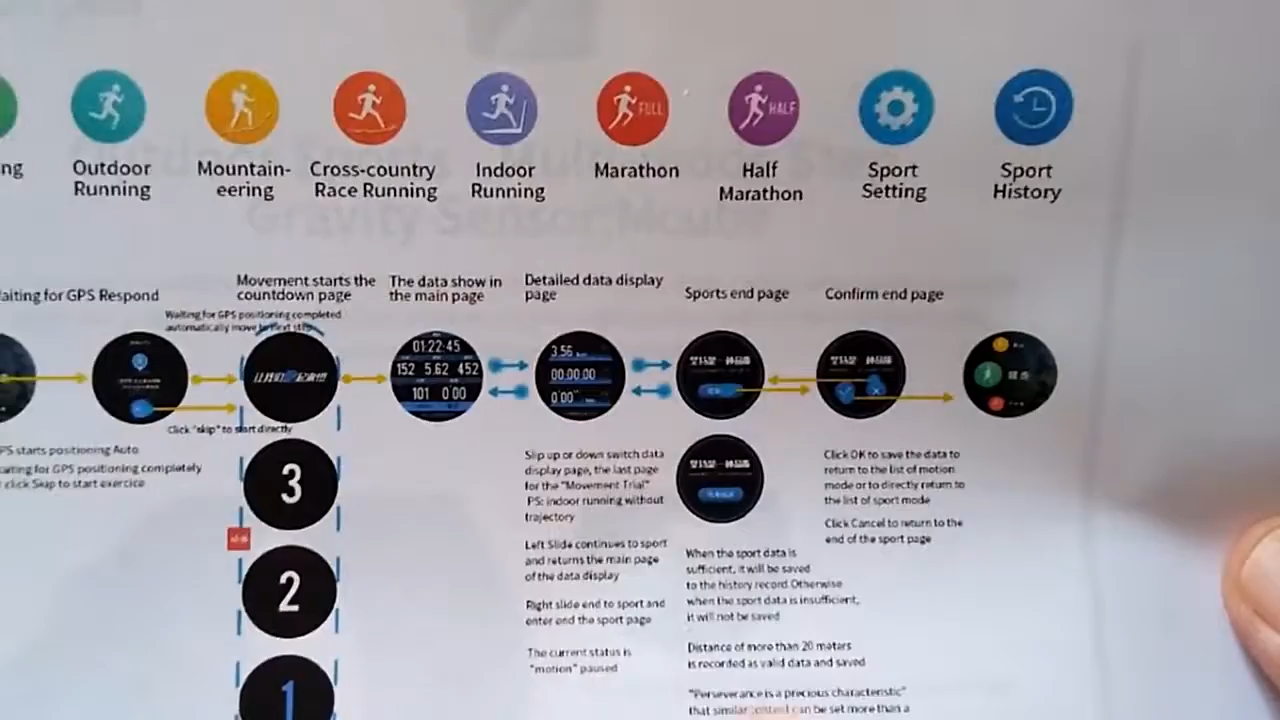 ng
Outdoor
Running
Mountain-
eering
Cross-country
Race Running
Indoor
Running
FULL
Marathon
HALF
Half
Marathon
Sport
Setting
Sport
History
Gravity Sensor
aiting for GPS Respond
Movement starts the
countdown page
The data show in
the main page
Detailed data display
page
Sports end page
Confirm end page
Waiting for GPS positioning completed
automatically move to next step
01:22:45
152 5.62 452
101 0'00
3.56
00:00:00
0'00"
Click "skip" to start directly
PS starts positioning Auto
aiting for GPS positioning completely
click Skap to start exercice
3
2
1
Slip up or down switch data
display page, the last page
for the "Movement Trial"
PS: indoor running without
trajectory
Left Slide continues to sport
and returns the main page
of the data display
Right slide end to sport and
enter end the sport page
The current status is
"motion" paused
When the sport data is
sufficient, it will be saved
to the history record Otherwise
when the sport data is insufficient,
it will not be saved
Distance of more than 20 meters
is recorded as valid data and saved
"Perseverance is a precious characteristic"
that similar content can be set more than a
Click OK to save the data to
return to the list of motion
mode or to directly return to
the list of sport mode
Click Cancel to return to the
end of the sport page